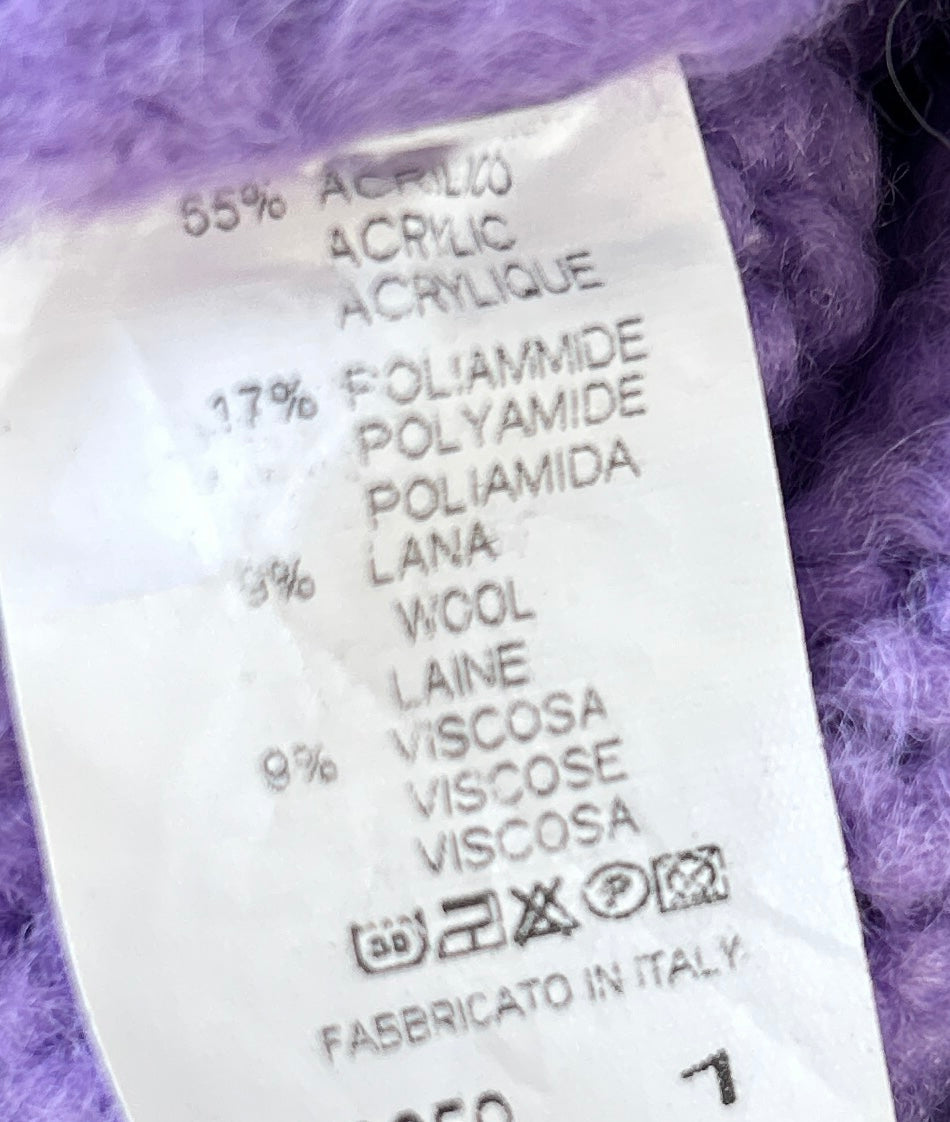 55% ACRILICO
ACRYLIC
ACRYLIQUE
17% POLIAMMIDE
POLYAMIDE
POLIAMIDA
9% LANA
WOOL
LAINE
9% VISCOSA
VISCOSE
VISCOSA
FABBRICATO IN ITALY
1